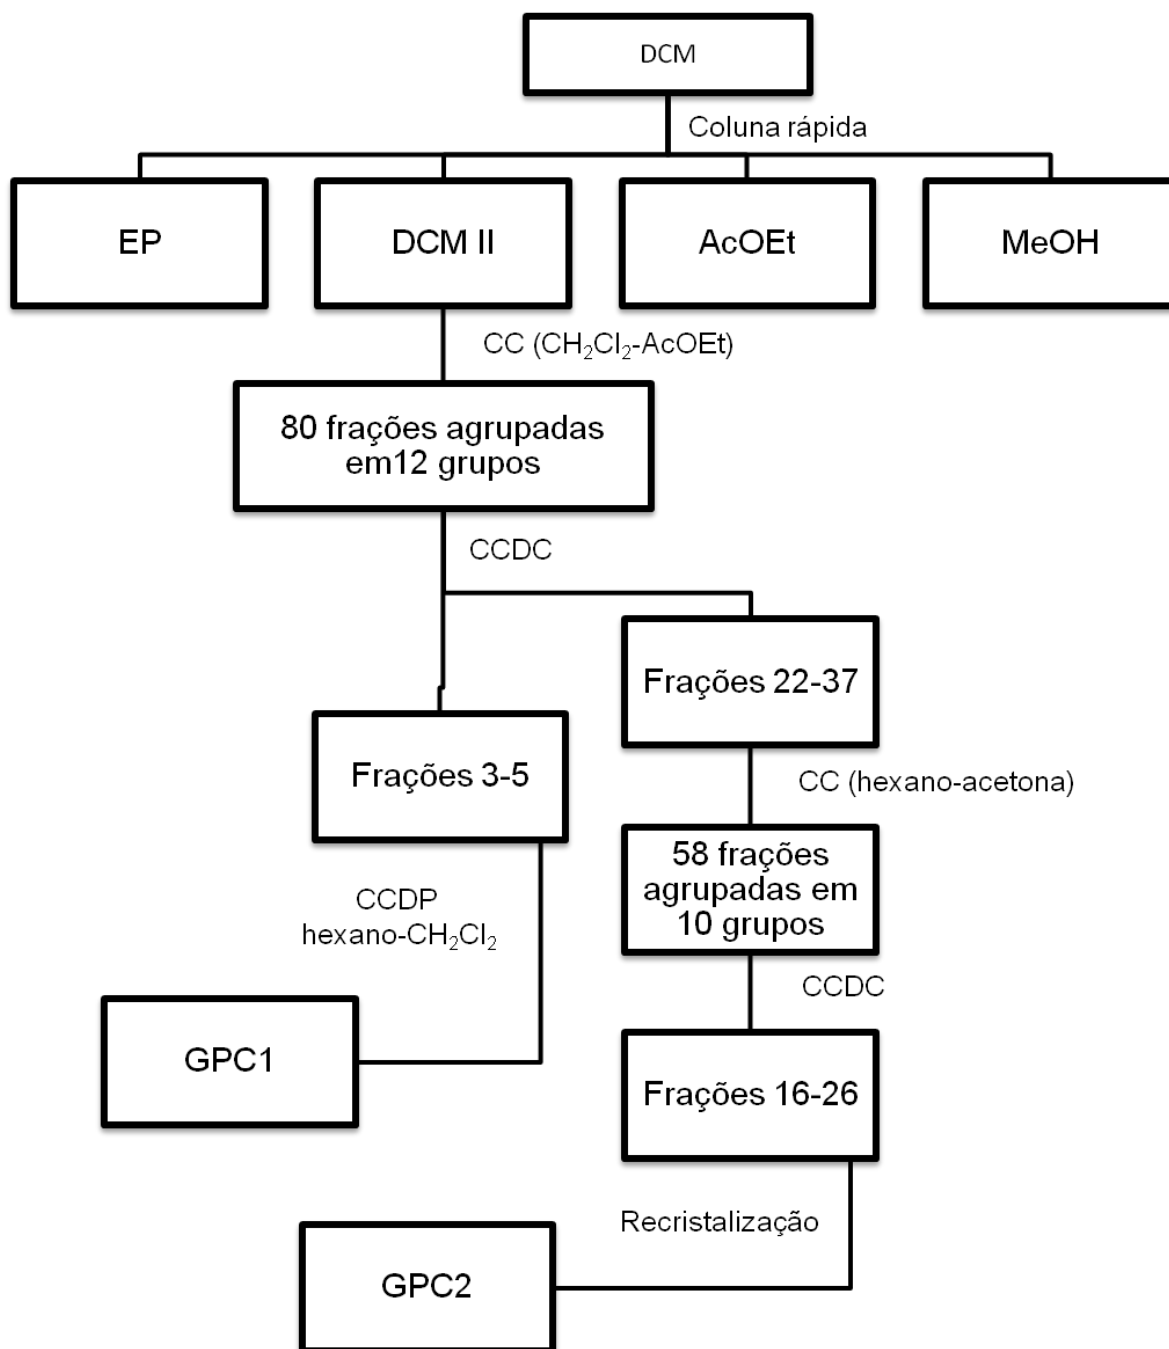 DCM
Coluna rápida
EP
DCM II
AcOEt
MeOH
CC (CH₂Cl₂-AcOEt)
80 frações agrupadas
em12 grupos
CCDC
Frações 22-37
Frações 3-5
CC (hexano-acetona)
58 frações
agrupadas em
10 grupos
CCDP
hexano-CH₂Cl₂
CCDC
GPC1
Frações 16-26
Recristalização
GPC2